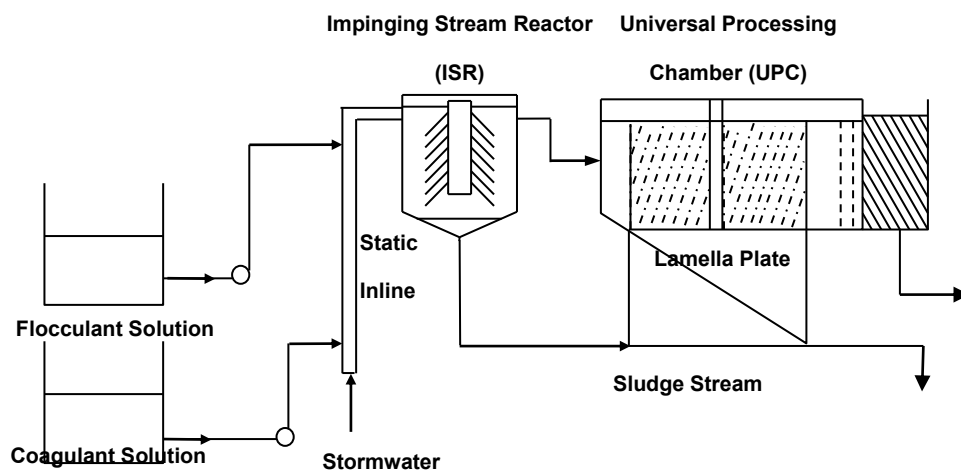 Impinging Stream Reactor
(ISR)
Universal Processing
Chamber (UPC)
Static
Inline
Lamella Plate
Flocculant Solution
Sludge Stream
Coagulant Solution
Stormwater